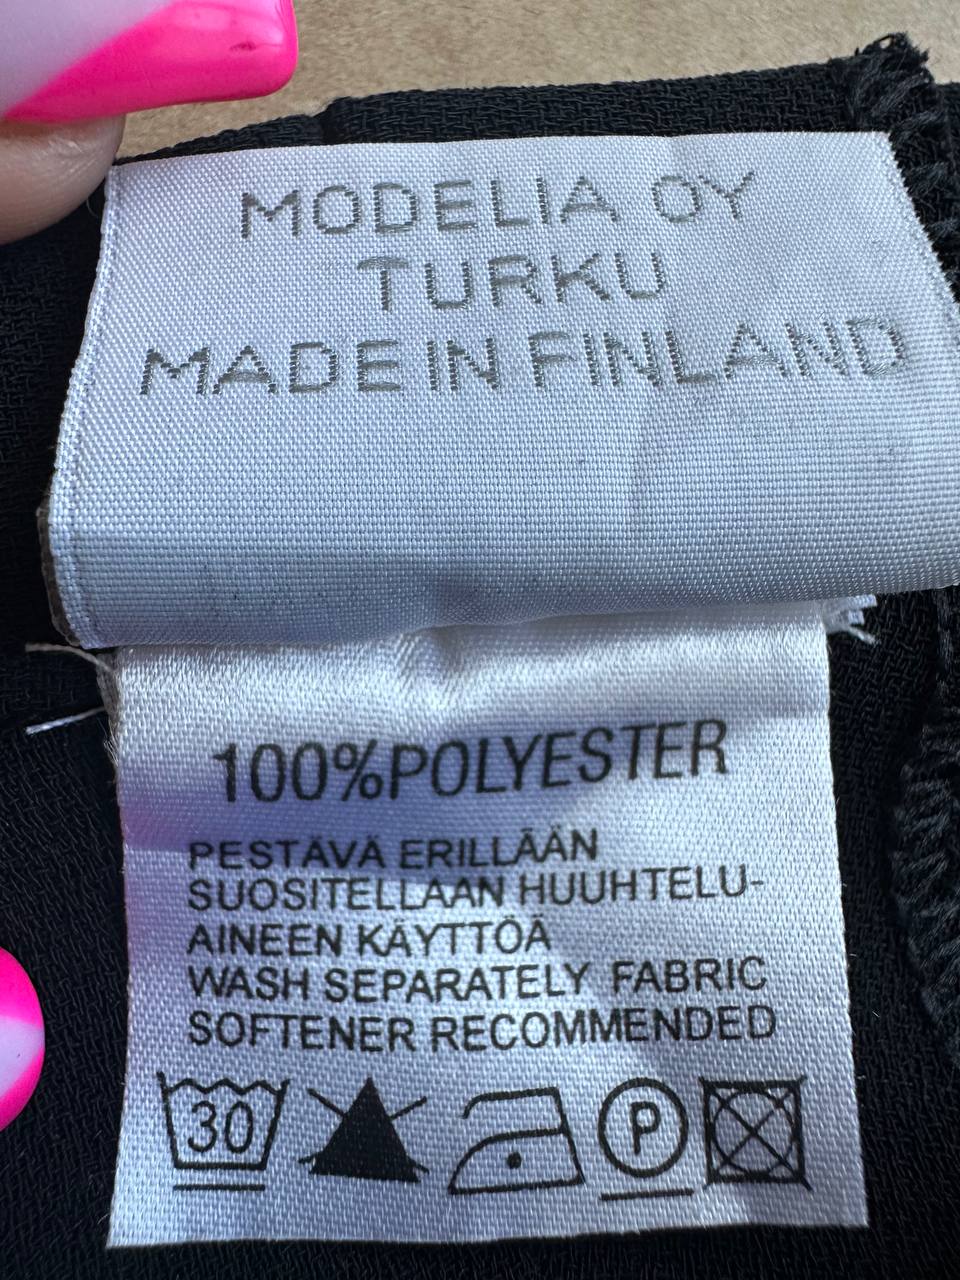 MODELIA OY
TURKU
MADE IN FINLAND
100%POLYESTER
PESTÄVÄ ERILLÄÄN
SUOSITELLAAN HUUHTELU-
AINEEN KÄYTTÖÄ
WASH SEPARATELY FABRIC
SOFTENER RECOMMENDED
30 P